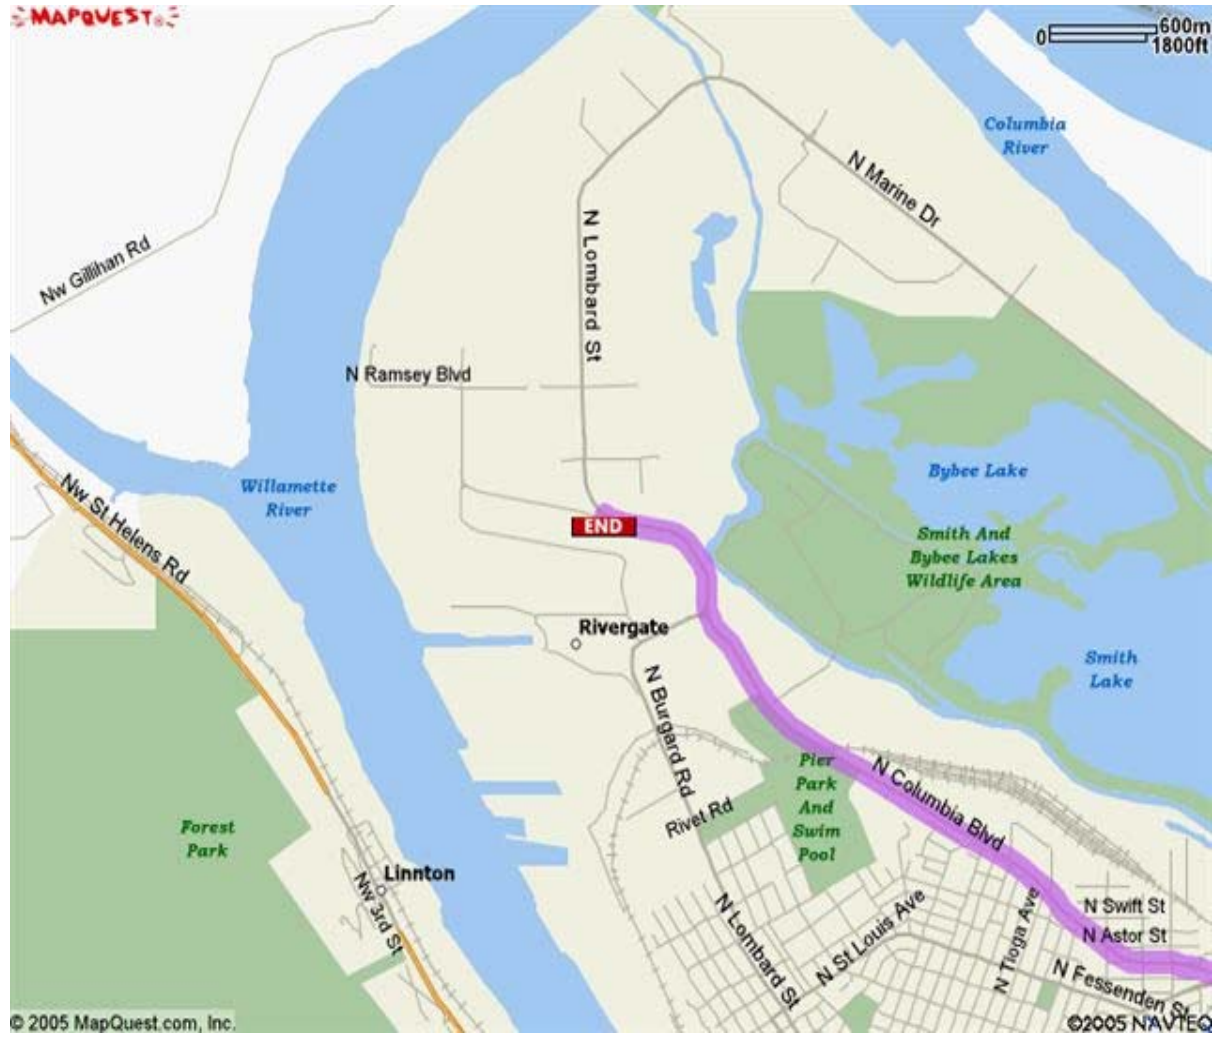 MAPQUEST
600m
0
1800ft
Columbia
River
N Marine Dr
N Lombard St
Nw Gillihan Rd
N Ramsey Blvd
Willamette
River
Bybee Lake
Nw St Helens Rd
END
Smith And
Bybee Lakes
Wildlife Area
Rivergate
Smith
Lake
N Burgard Rd
Pier
Park
And
Swim
Pool
N Columbia Blvd
Rivet Rd
Forest
Park
Linnton
Nw 3rd St
N Lombard St
N St Louis Ave
N Tioga Ave
N Swift St
N Astor St
N Fessenden St
© 2005 MapQuest.com, Inc.
©2005 NAVTEQ